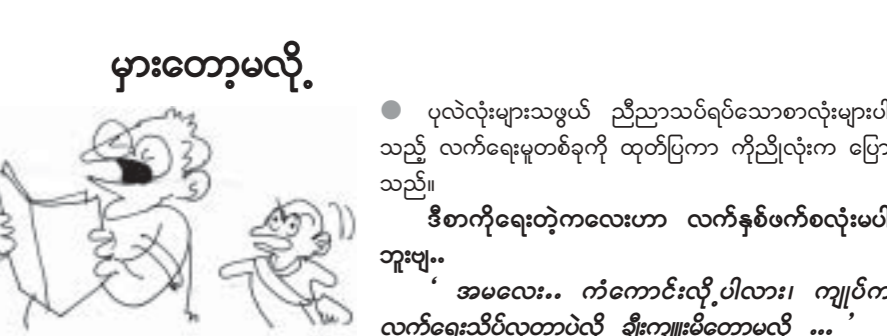 မှားတော့မလို့
ပုလဲလုံးများသဖွယ် ညီညာသပ်ရပ်သောစာလုံးများပါ
သည့် လက်ရေးမူတစ်ခုကို ထုတ်ပြကာ ကိုညိုလုံးက ပြော
သည်။
ဒီစာကိုရေးတဲ့ကလေးဟာ လက်နှစ်ဖက်စလုံးမပါ
ဘူးဗျ..
‘ အမလေး.. ကံကောင်းလို့ပါလား၊ ကျုပ်က
လက်ရေးသိပ်လှတာပဲလို့ ချီးကျူးမိတော့မလို့ ... ’